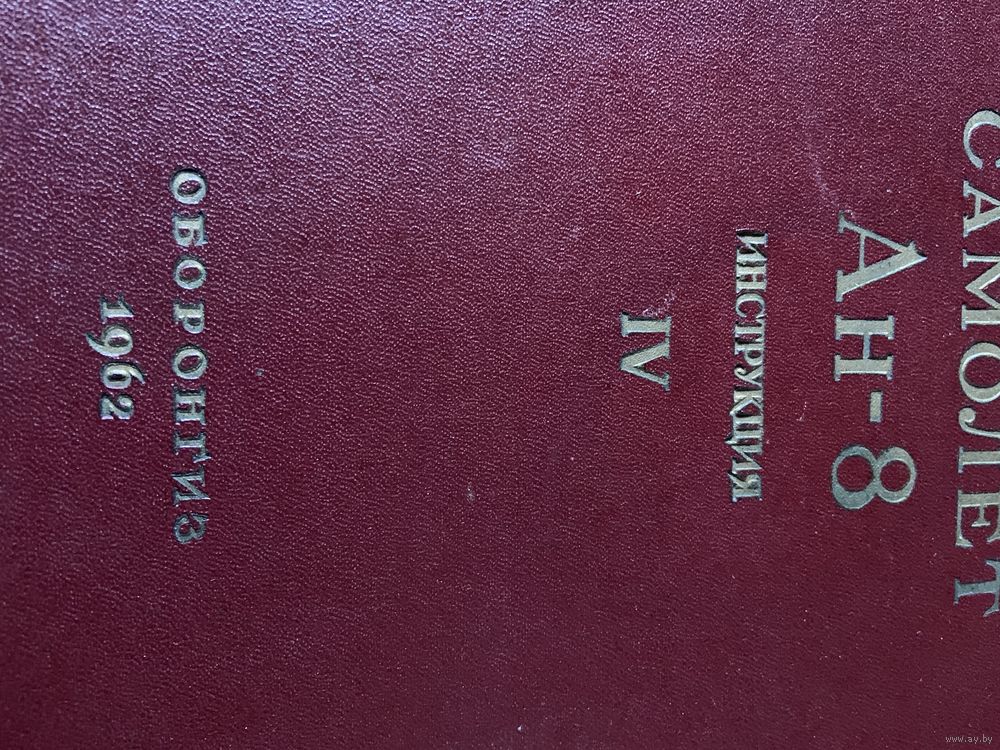 САМОЛЕТ
АН-8
ИНСТРУКЦИЯ
IV
ОБОРОНГИЗ
1962
www.ay.by